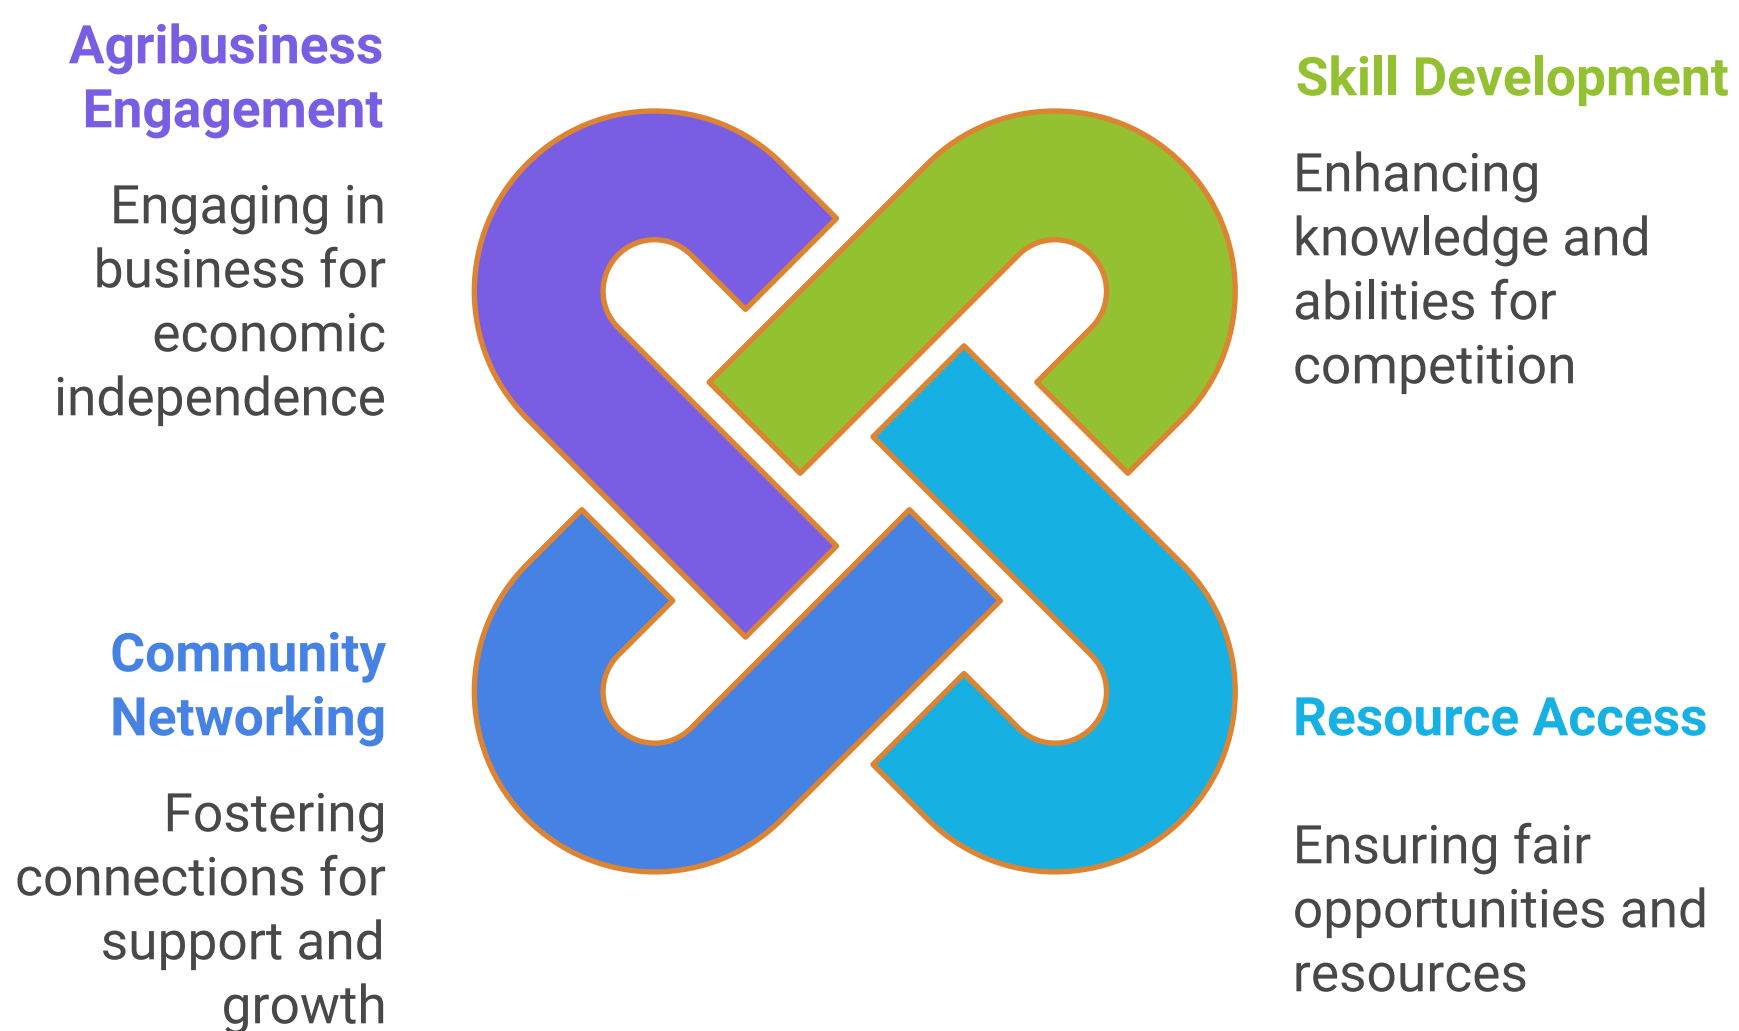 Agribusiness
Engagement
Engaging in
business for
economic
independence
Skill Development
Enhancing
knowledge and
abilities for
competition
Community
Networking
Fostering
connections for
support and
growth
Resource Access
Ensuring fair
opportunities and
resources